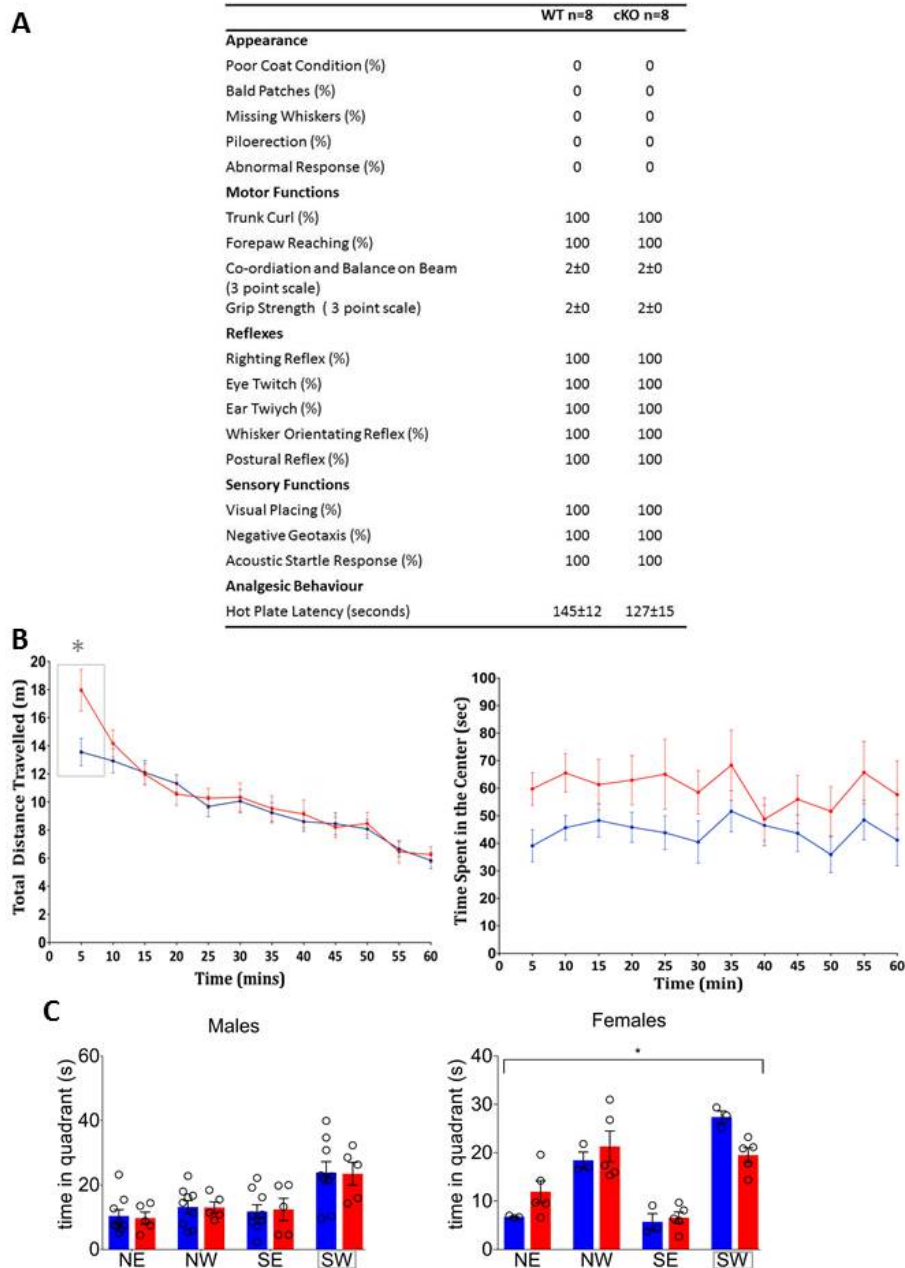 A
WT n=8 cKO n=8
Appearance
Poor Coat Condition (%) 0 0
Bald Patches (%) 0 0
Missing Whiskers (%) 0 0
Piloerection (%) 0 0
Abnormal Response (%) 0 0
Motor Functions
Trunk Curl (%) 100 100
Forepaw Reaching (%) 100 100
Co-ordiation and Balance on Beam 2±0 2±0
(3 point scale)
Grip Strength ( 3 point scale) 2±0 2±0
Reflexes
Righting Reflex (%) 100 100
Eye Twitch (%) 100 100
Ear Twiych (%) 100 100
Whisker Orientating Reflex (%) 100 100
Postural Reflex (%) 100 100
Sensory Functions
Visual Placing (%) 100 100
Negative Geotaxis (%) 100 100
Acoustic Startle Response (%) 100 100
Analgesic Behaviour
Hot Plate Latency (seconds) 145±12 127±15
B
*
Total Distance Travelled (m)
20
18
16
14
12
10
8
6
4
2
0
0 5 10 15 20 25 30 35 40 45 50 55 60
Time (mins)
Time Spent in the Center (sec)
100
90
80
70
60
50
40
30
20
10
0
0 5 10 15 20 25 30 35 40 45 50 55 60
Time (min)
C
Males
time in quadrant (s)
60
40
20
0
NE NW SE SW
Females
*
time in quadrant (s)
40
30
20
10
0
NE NW SE SW